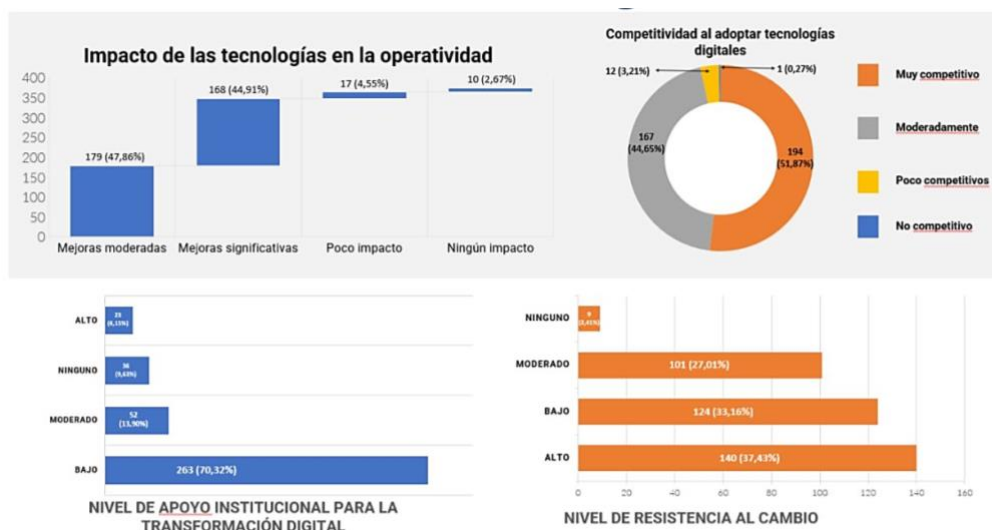 Impacto de las tecnologías en la operatividad
400
350
300
250
200
150
100
50
0
179 (47,86%)
168 (44,91%)
17 (4,55%)
10 (2,67%)
Mejoras moderadas
Mejoras significativas
Poco impacto
Ningún impacto
Competitividad al adoptar tecnologías
digitales
12 (3,21%)
1 (0,27%)
167
(44,65%)
194
(51,87%)
Muy competitivo
Moderadamente
Poco competitivos
No competitivo
ALTO
NINGUNO
36
(9,63%)
MODERADO
52
(13,90%)
BAJO
263 (70,32%)
NIVEL DE APOYO INSTITUCIONAL PARA LA
TRANSFORMACIÓN DIGITAL
NINGUNO
9
MODERADO
101 (27,01%)
BAJO
124 (33,16%)
ALTO
140 (37,43%)
0
20
40
60
80
100
120
140
160
NIVEL DE RESISTENCIA AL CAMBIO